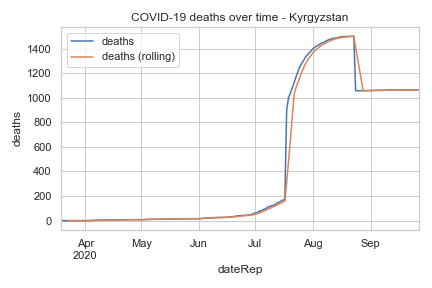 COVID-19 deaths over time - Kyrgyzstan
deaths
deaths (rolling)
1400
1200
1000
800
600
400
200
0
deaths
Apr
2020
May
Jun
Jul
Aug
Sep
dateRep